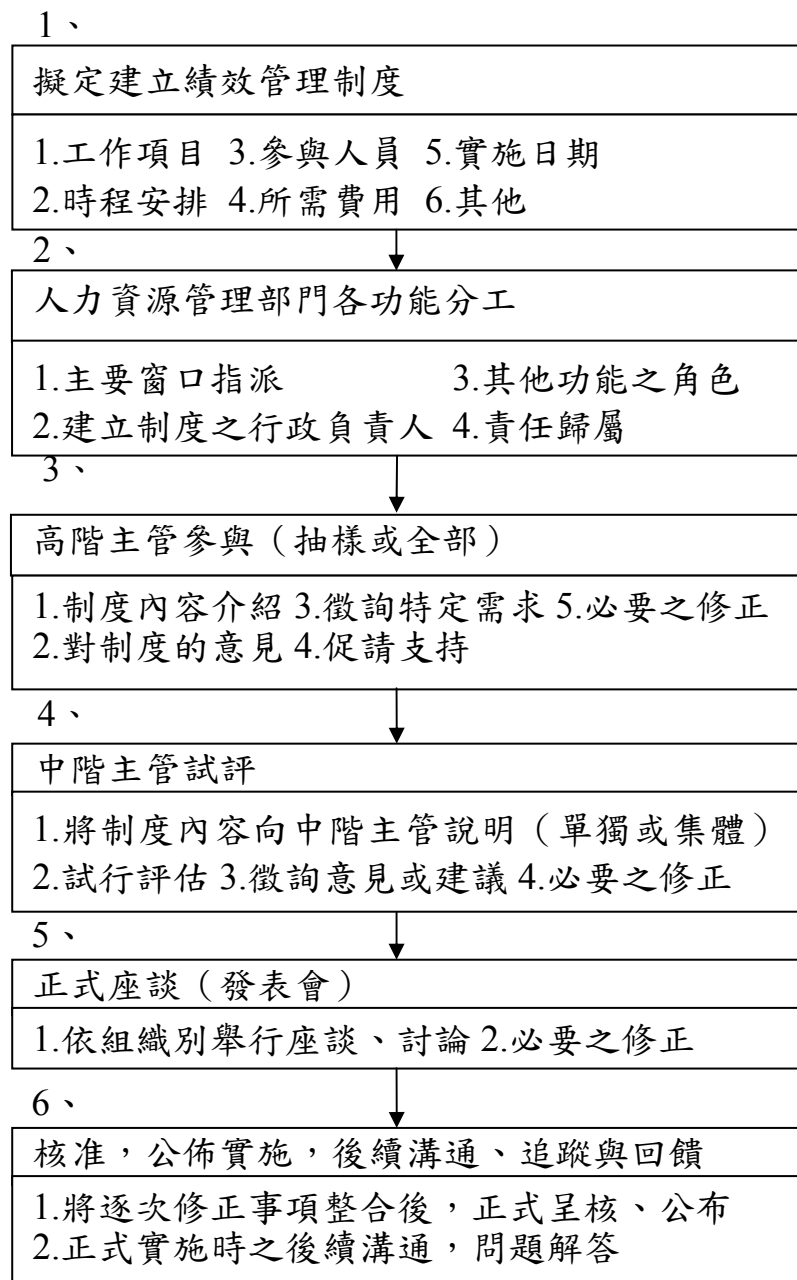 1、
擬定建立績效管理制度
1.工作項目 3.參與人員 5.實施日期
2.時程安排 4.所需費用 6.其他
2、
人力資源管理部門各功能分工
1.主要窗口指派 3.其他功能之角色
2.建立制度之行政負責人 4.責任歸屬
3、
高階主管參與（抽樣或全部）
1.制度內容介紹 3.徵詢特定需求 5.必要之修正
2.對制度的意見 4.促請支持
4、
中階主管試評
1.將制度內容向中階主管說明（單獨或集體）
2.試行評估 3.徵詢意見或建議 4.必要之修正
5、
正式座談（發表會）
1.依組織別舉行座談、討論 2.必要之修正
6、
核准，公佈實施，後續溝通、追蹤與回饋
1.將逐次修正事項整合後，正式呈核、公布
2.正式實施時之後續溝通，問題解答